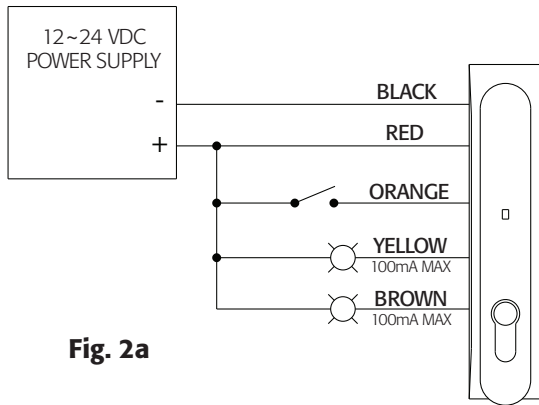 12~24 VDC
POWER SUPPLY
-
+
BLACK
RED
ORANGE
YELLOW
100mA MAX
BROWN
100mA MAX
Fig. 2a